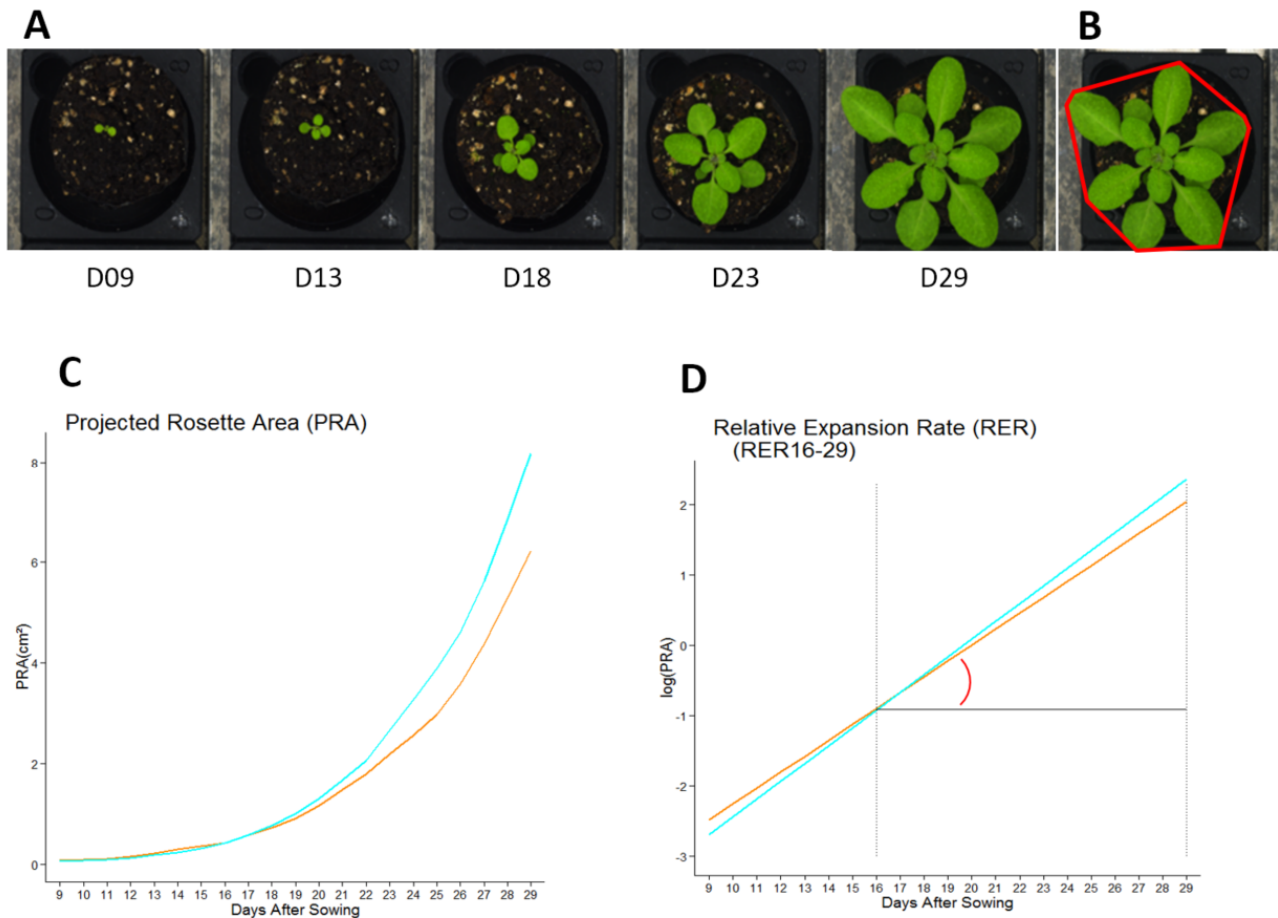 A
B
D09
D13
D18
D23
D29
C
D
Projected Rosette Area (PRA)
PRA(cm²)
8
6
4
2
0
9 10 11 12 13 14 15 16 17 18 19 20 21 22 23 24 25 26 27 28 29
Days After Sowing
Relative Expansion Rate (RER)
(RER16-29)
log(PRA)
2
1
0
-1
-2
-3
9 10 11 12 13 14 15 16 17 18 19 20 21 22 23 24 25 26 27 28 29
Days After Sowing